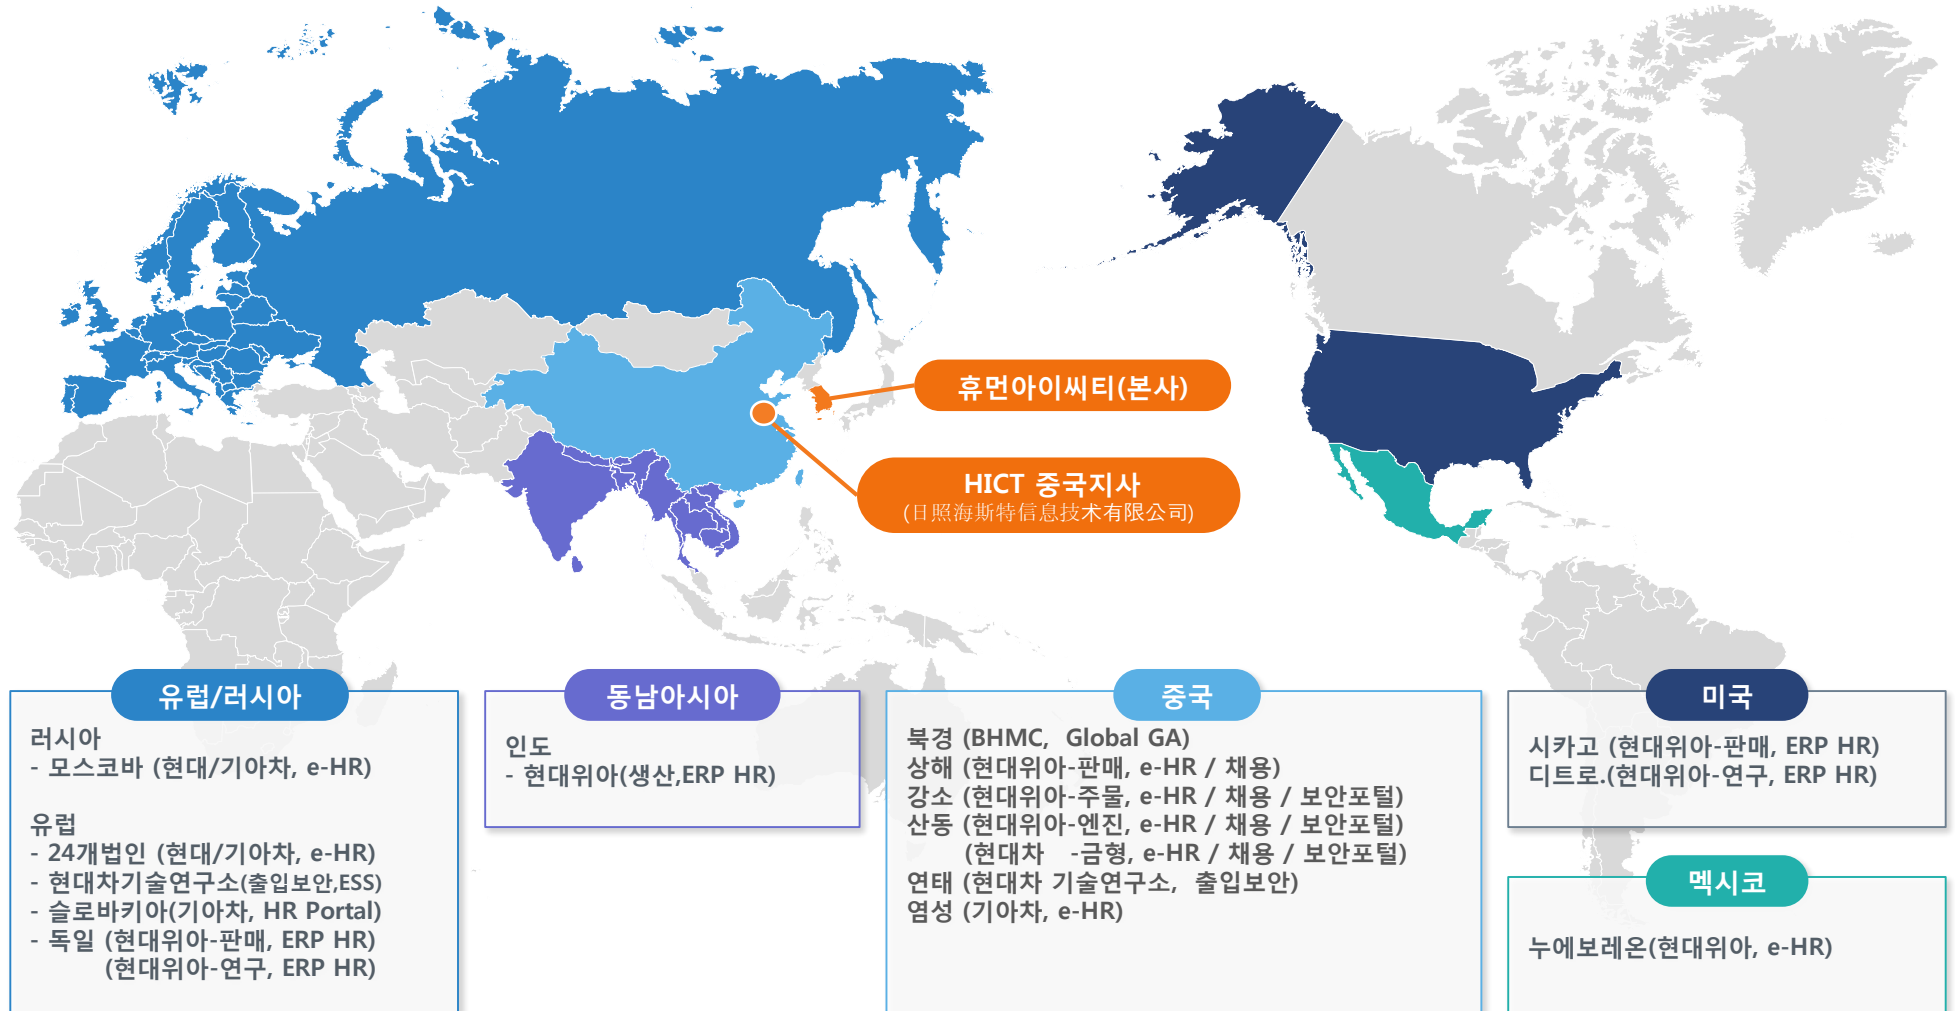 휴먼아이씨티(본사)
HICT 중국지사
(日照海斯特信息技术有限公司)
유럽/러시아
러시아
- 모스코바 (현대/기아차, e-HR)
유럽
- 24개법인 (현대/기아차, e-HR)
- 현대차기술연구소(출입보안,ESS)
- 슬로바키아(기아차, HR Portal)
- 독일 (현대위아-판매, ERP HR)
(현대위아-연구, ERP HR)
동남아시아
인도
- 현대위아(생산,ERP HR)
중국
북경 (BHMC, Global GA)
상해 (현대위아-판매, e-HR / 채용)
강소 (현대위아-주물, e-HR / 채용 / 보안포털)
산동 (현대위아-엔진, e-HR / 채용 / 보안포털)
(현대차 -금형, e-HR / 채용 / 보안포털)
연태 (현대차 기술연구소, 출입보안)
염성 (기아차, e-HR)
미국
시카고 (현대위아-판매, ERP HR)
디트로.(현대위아-연구, ERP HR)
멕시코
누에보레온(현대위아, e-HR)